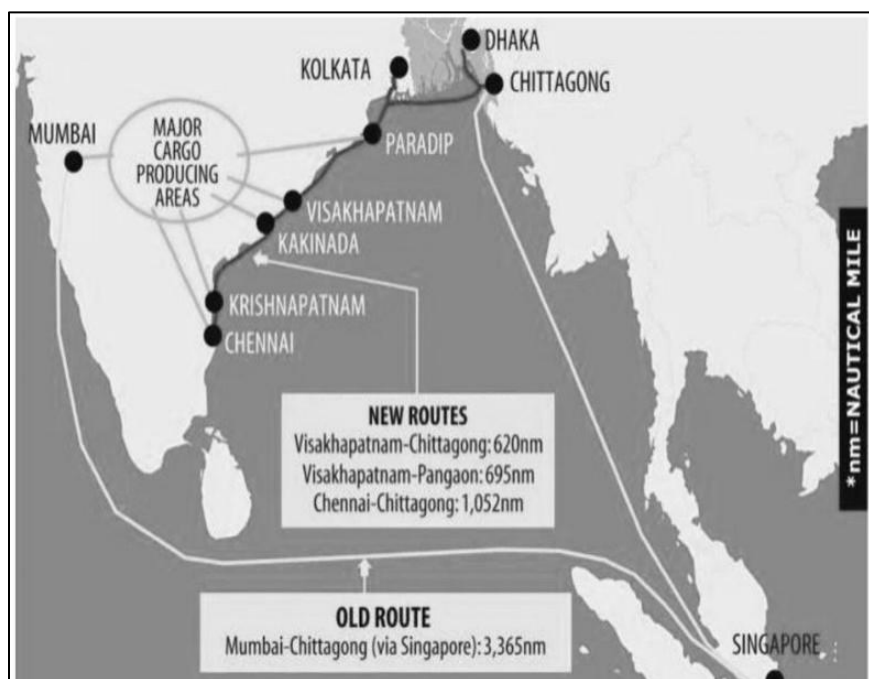 DHAKA
KOLKATA
CHITTAGONG
MUMBAI
MAJOR
CARGO
PRODUCING
AREAS
PARADIP
VISAKHAPATNAM
KAKINADA
KRISHNAPATNAM
CHENNAI
NEW ROUTES
Visakhapatnam-Chittagong: 620nm
Visakhapatnam-Pangaon: 695nm
Chennai-Chittagong: 1,052nm
*nm=NAUTICAL MILE
OLD ROUTE
Mumbai-Chittagong (via Singapore): 3,365nm
SINGAPORE